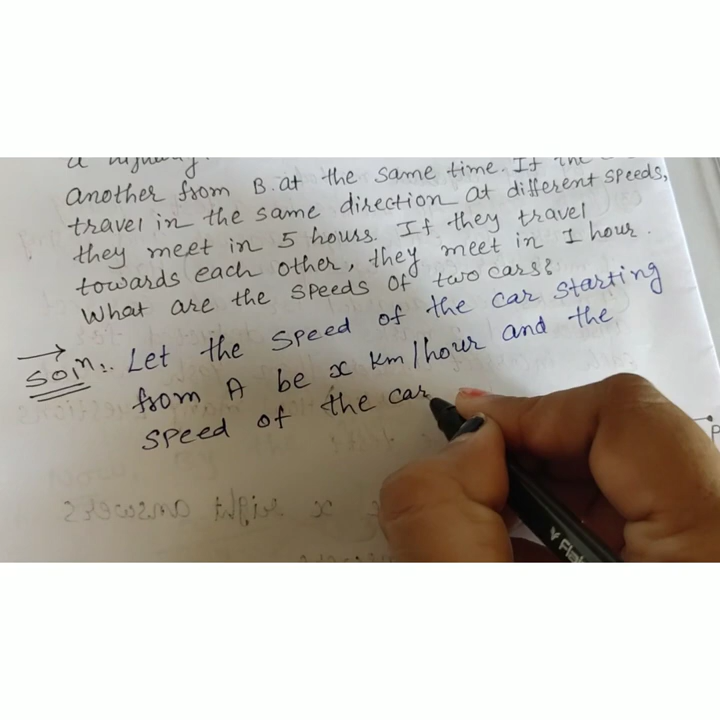 a highway.
another from B. at the same time. If the
travel in the same direction at different speeds,
they meet in 5 hours. If they travel
towards each other, they meet in 1 hour.
What are the speeds of two cars?
Soln:. Let the speed of the car starting
from A be x km/hour and the
speed of the car
P
Flai